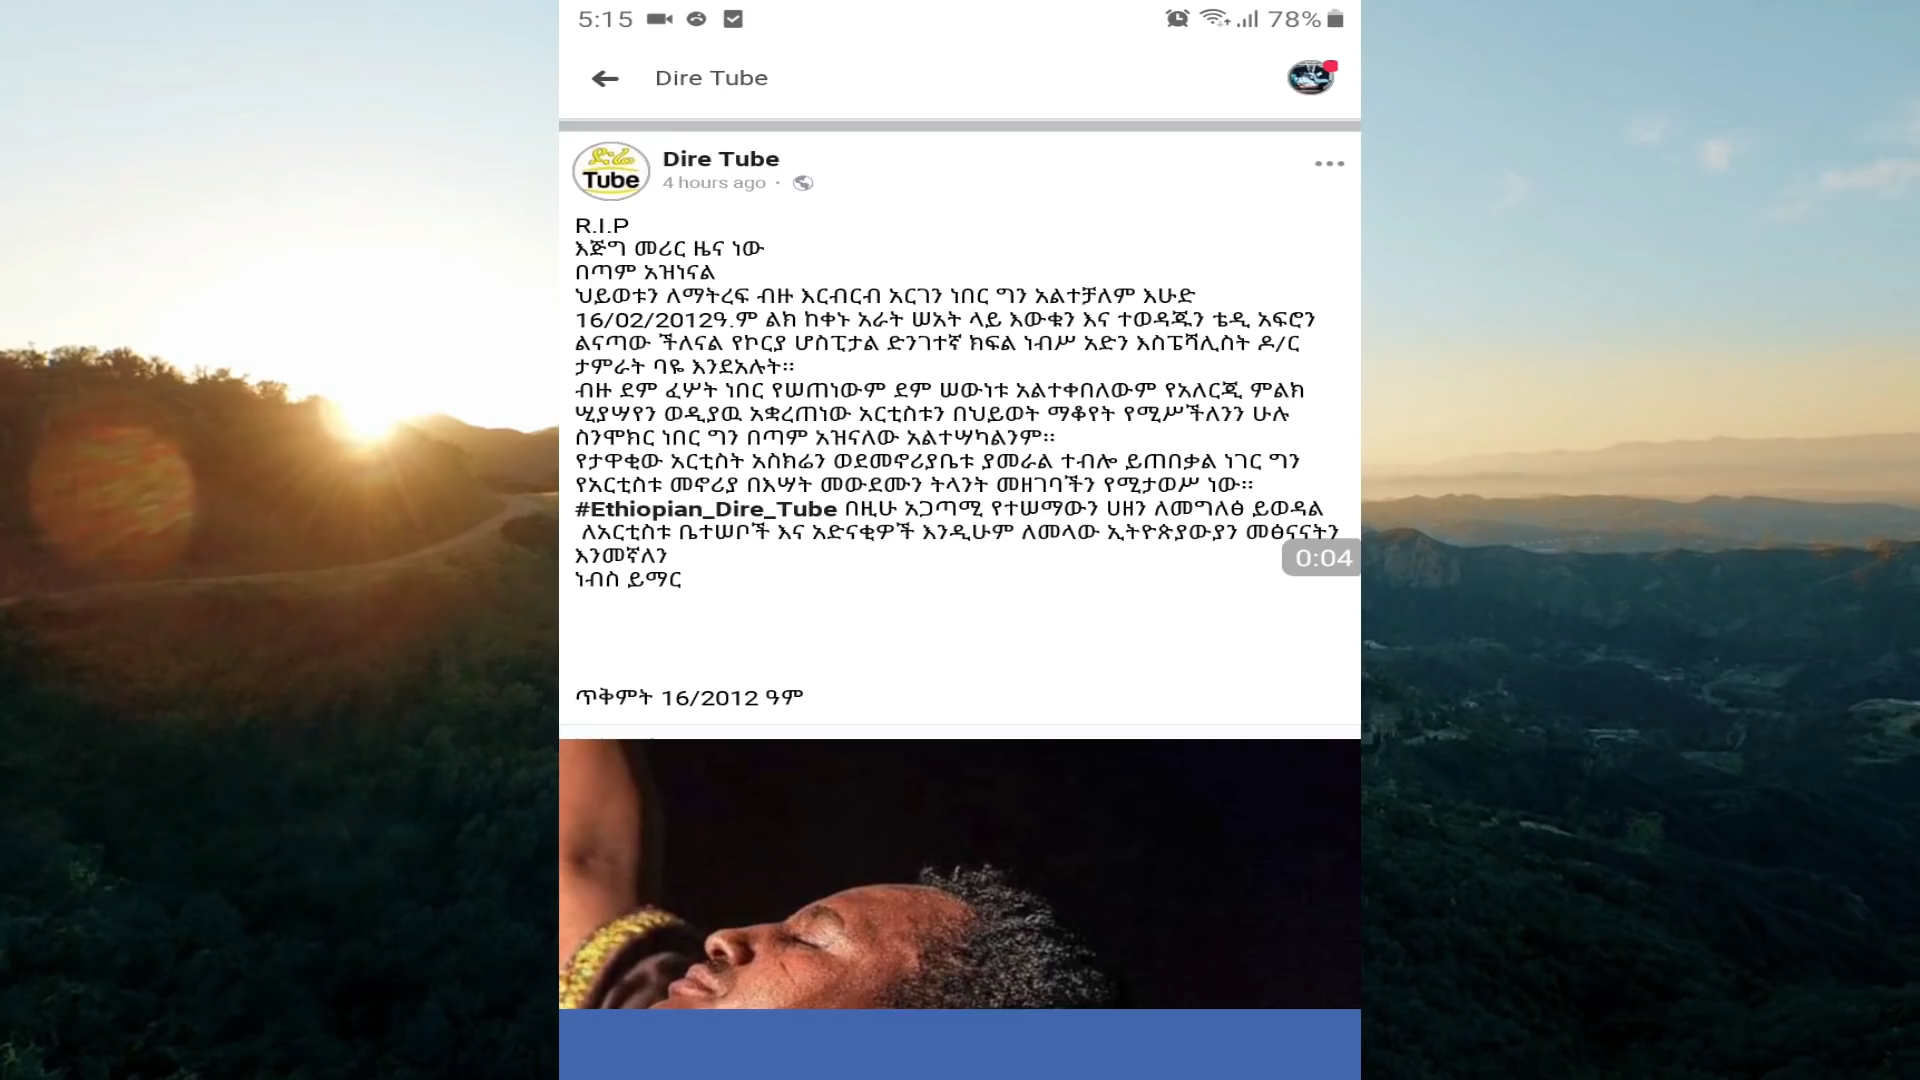 5:15
78%
Dire Tube
ድሬ
Tube
Dire Tube
4 hours ago ·
R.I.P
እጅግ መሪር ዜና ነው
በጣም አዝነናል
ህይወቱን ለማትረፍ ብዙ እርብርብ አርገን ነበር ግን አልተቻለም እሁድ
16/02/2012ዓ.ም ልክ ከቀኑ አራት ሠአት ላይ እውቁን እና ተወዳጁን ቴዲ አፍሮን
ልናጣው ችለናል የኮርያ ሆስፒታል ድንገተኛ ክፍል ነብሥ አድን እስፔሻሊስት ዶ/ር
ታምራት ባዬ እንደአሉት።
ብዙ ደም ፈሦት ነበር የሠጠነውም ደም ሠውነቱ አልተቀበለውም የአለርጂ ምልክ
ሢያሣየን ወዲያዉ አቋረጠነው አርቲስቱን በህይወት ማቆየት የሚሥችለንን ሁሉ
ስንሞክር ነበር ግን በጣም አዝናለው አልተሣካልንም።
የታዋቂው አርቲስት አስክሬን ወደመኖሪያቤቱ ያመራል ተብሎ ይጠበቃል ነገር ግን
የአርቲስቱ መኖሪያ በእሣት መውደሙን ትላንት መዘገባችን የሚታወሥ ነው።
#Ethiopian_Dire_Tube በዚሁ አጋጣሚ የተሠማውን ሀዘን ለመግለፅ ይወዳል
ለአርቲስቱ ቤተሠቦች እና አድናቂዎች እንዲሁም ለመላው ኢትዮጵያውያን መፅናናትን
እንመኛለን
0:04
ነብስ ይማር
ጥቅምት 16/2012 ዓም